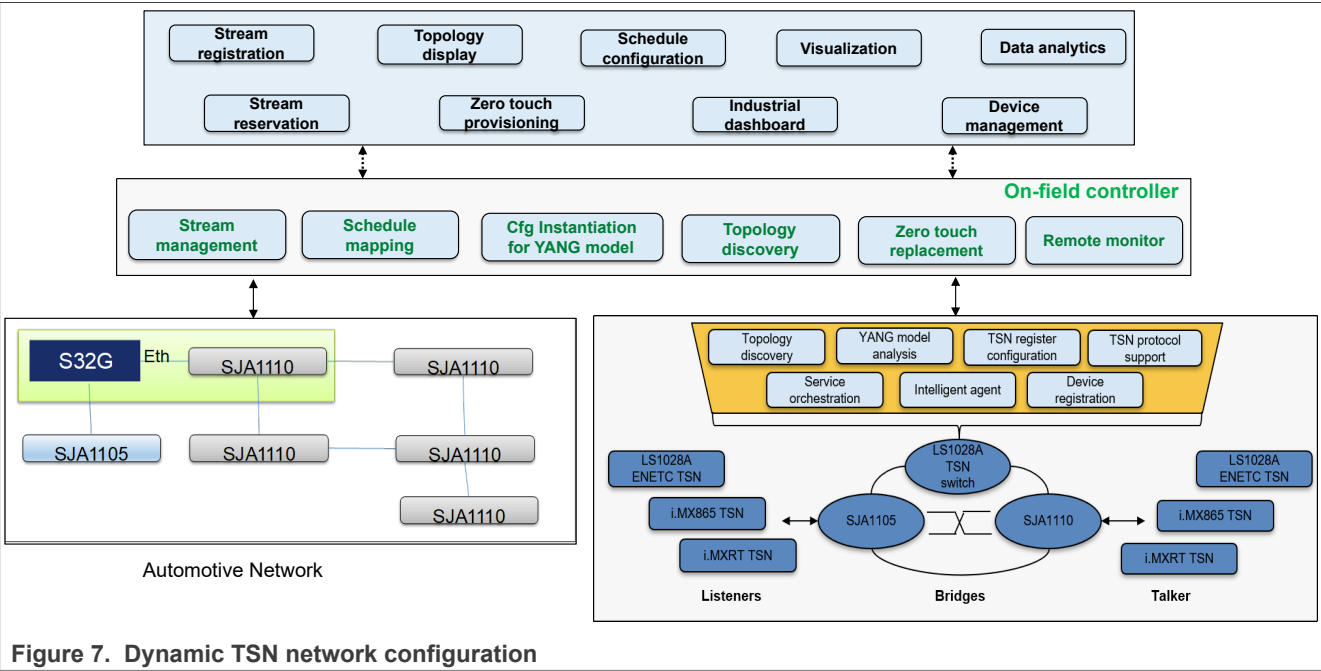 Stream
registration
Topology
display
Schedule
configuration
Visualization
Data analytics
Stream
reservation
Zero touch
provisioning
Industrial
dashboard
Device
management
On-field controller
Stream
management
Schedule
mapping
Cfg Instantiation
for YANG model
Topology
discovery
Zero touch
replacement
Remote monitor
S32G
Eth
SJA1110
SJA1110
SJA1105
SJA1110
SJA1110
SJA1110
Automotive Network
Topology
discovery
YANG model
analysis
TSN register
configuration
TSN protocol
support
Service
orchestration
Intelligent agent
Device
registration
LS1028A
TSN
switch
LS1028A
ENETC TSN
LS1028A
ENETC TSN
i.MX865 TSN
SJA1105
SJA1110
i.MX865 TSN
i.MXRT TSN
i.MXRT TSN
Listeners
Bridges
Talker
Figure 7. Dynamic TSN network configuration